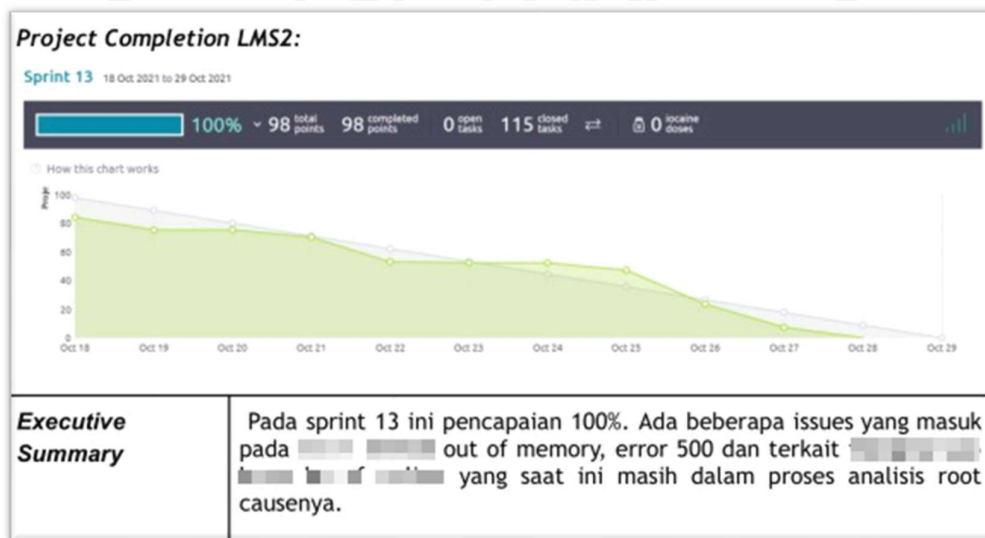 Project Completion LMS2:
Sprint 13 18 Oct 2021 to 29 Oct 2021
100% 98 total points 98 completed points 0 open tasks 115 closed tasks 0 iocaine doses
How this chart works
100
80
60
40
20
0
Oct 18 Oct 19 Oct 20 Oct 21 Oct 22 Oct 23 Oct 24 Oct 25 Oct 26 Oct 27 Oct 28 Oct 29
Executive
Summary
Pada sprint 13 ini pencapaian 100%. Ada beberapa issues yang masuk
pada out of memory, error 500 dan terkait
yang saat ini masih dalam proses analisis root
causenya.